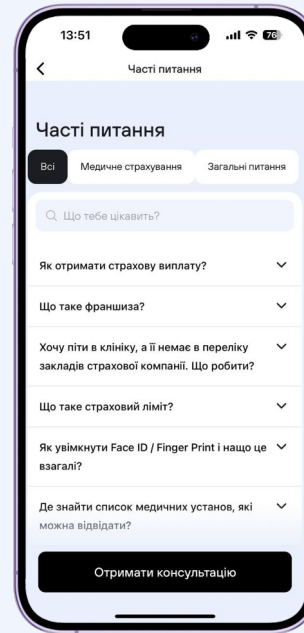 13:51
76
Часті питання
Часті питання
Всі
Медичне страхування
Загальні питання
Що тебе цікавить?
Як отримати страхову виплату?
Що таке франшиза?
Хочу піти в клініку, а її немає в переліку
закладів страхової компанії. Що робити?
Що таке страховий ліміт?
Як увімкнути Face ID / Finger Print і нащо це
взагалі?
Де знайти список медичних установ, які
можна відвідати?
Отримати консультацію